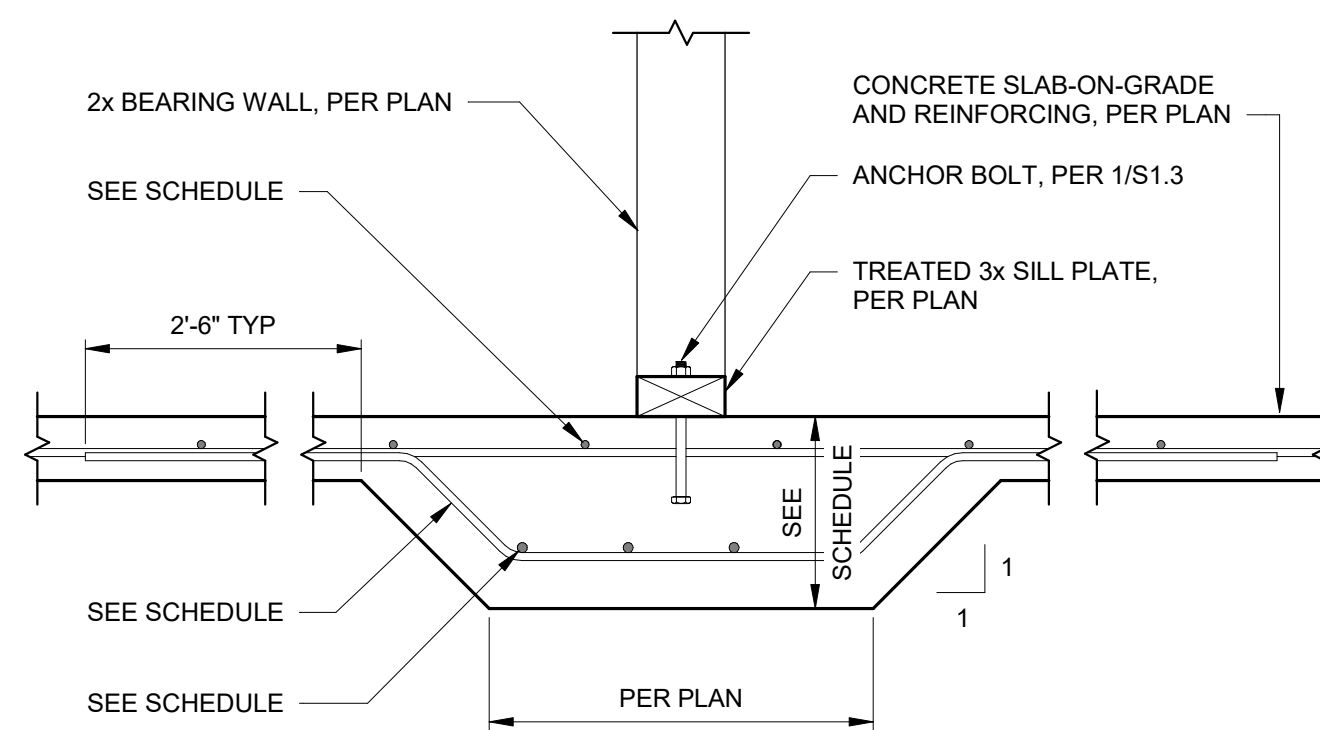 2x BEARING WALL, PER PLAN
SEE SCHEDULE
2'-6" TYP
CONCRETE SLAB-ON-GRADE
AND REINFORCING, PER PLAN
ANCHOR BOLT, PER 1/S1.3
TREATED 3x SILL PLATE,
PER PLAN
SEE
SCHEDULE
1
1
SEE SCHEDULE
SEE SCHEDULE
PER PLAN